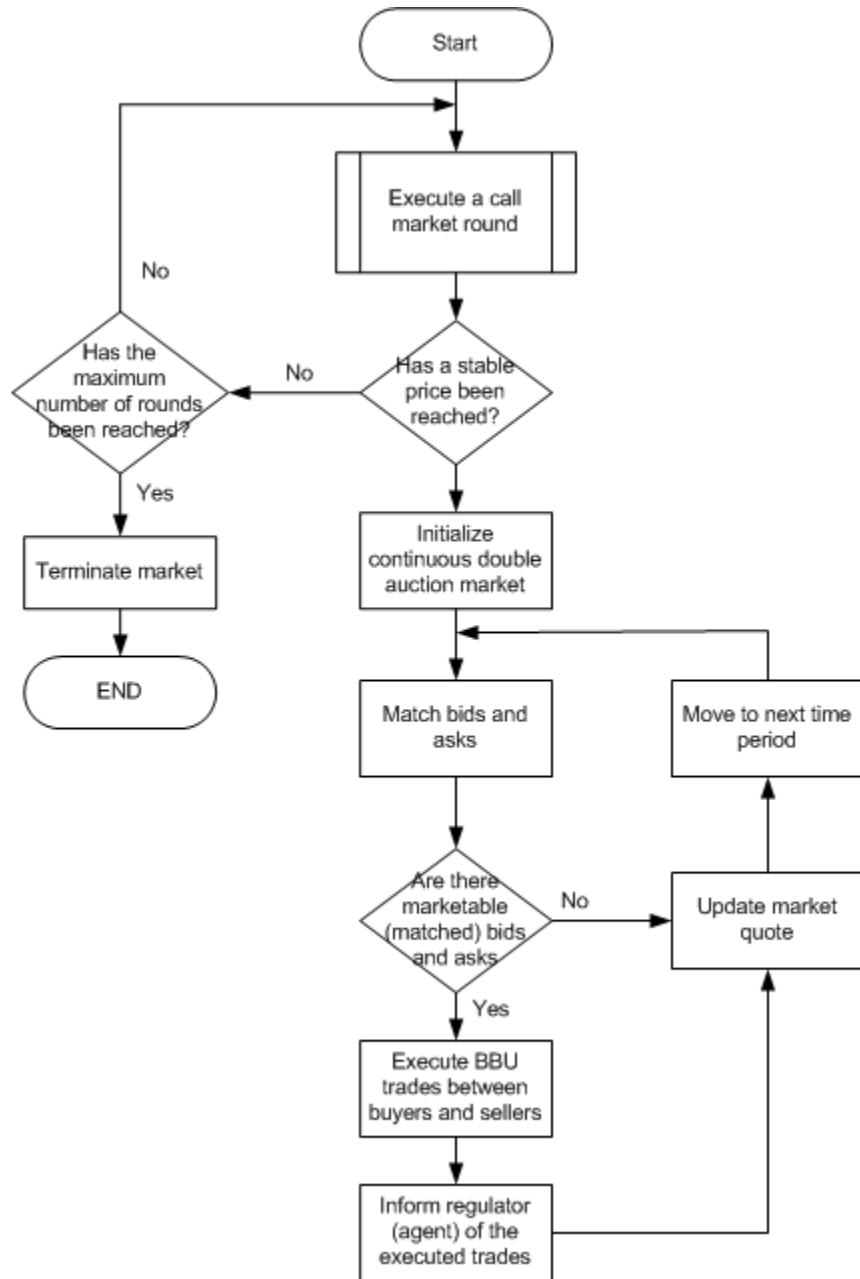 Start
Execute a call
market round
No
Has the
maximum
number of rounds
been reached?
No
Has a stable
price been
reached?
Yes
Terminate market
Initialize
continuous double
auction market
END
Match bids and
asks
Move to next time
period
Are there
marketable
(matched) bids
and asks
No
Update market
quote
Yes
Execute BBU
trades between
buyers and sellers
Inform regulator
(agent) of the
executed trades